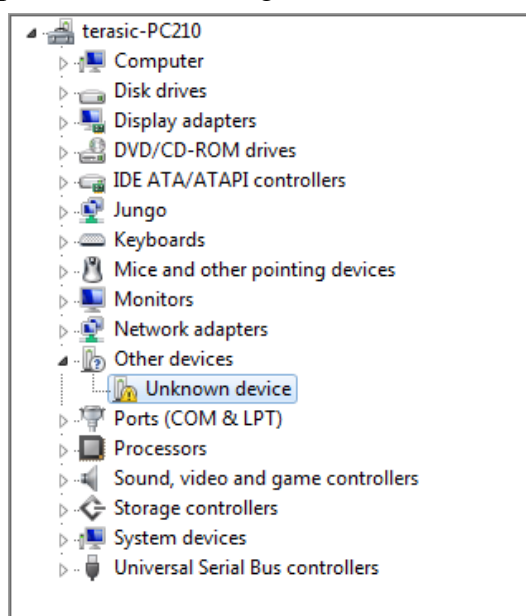 terasic-PC210
Computer
Disk drives
Display adapters
DVD/CD-ROM drives
IDE ATA/ATAPI controllers
Jungo
Keyboards
Mice and other pointing devices
Monitors
Network adapters
Other devices
Unknown device
Ports (COM & LPT)
Processors
Sound, video and game controllers
Storage controllers
System devices
Universal Serial Bus controllers